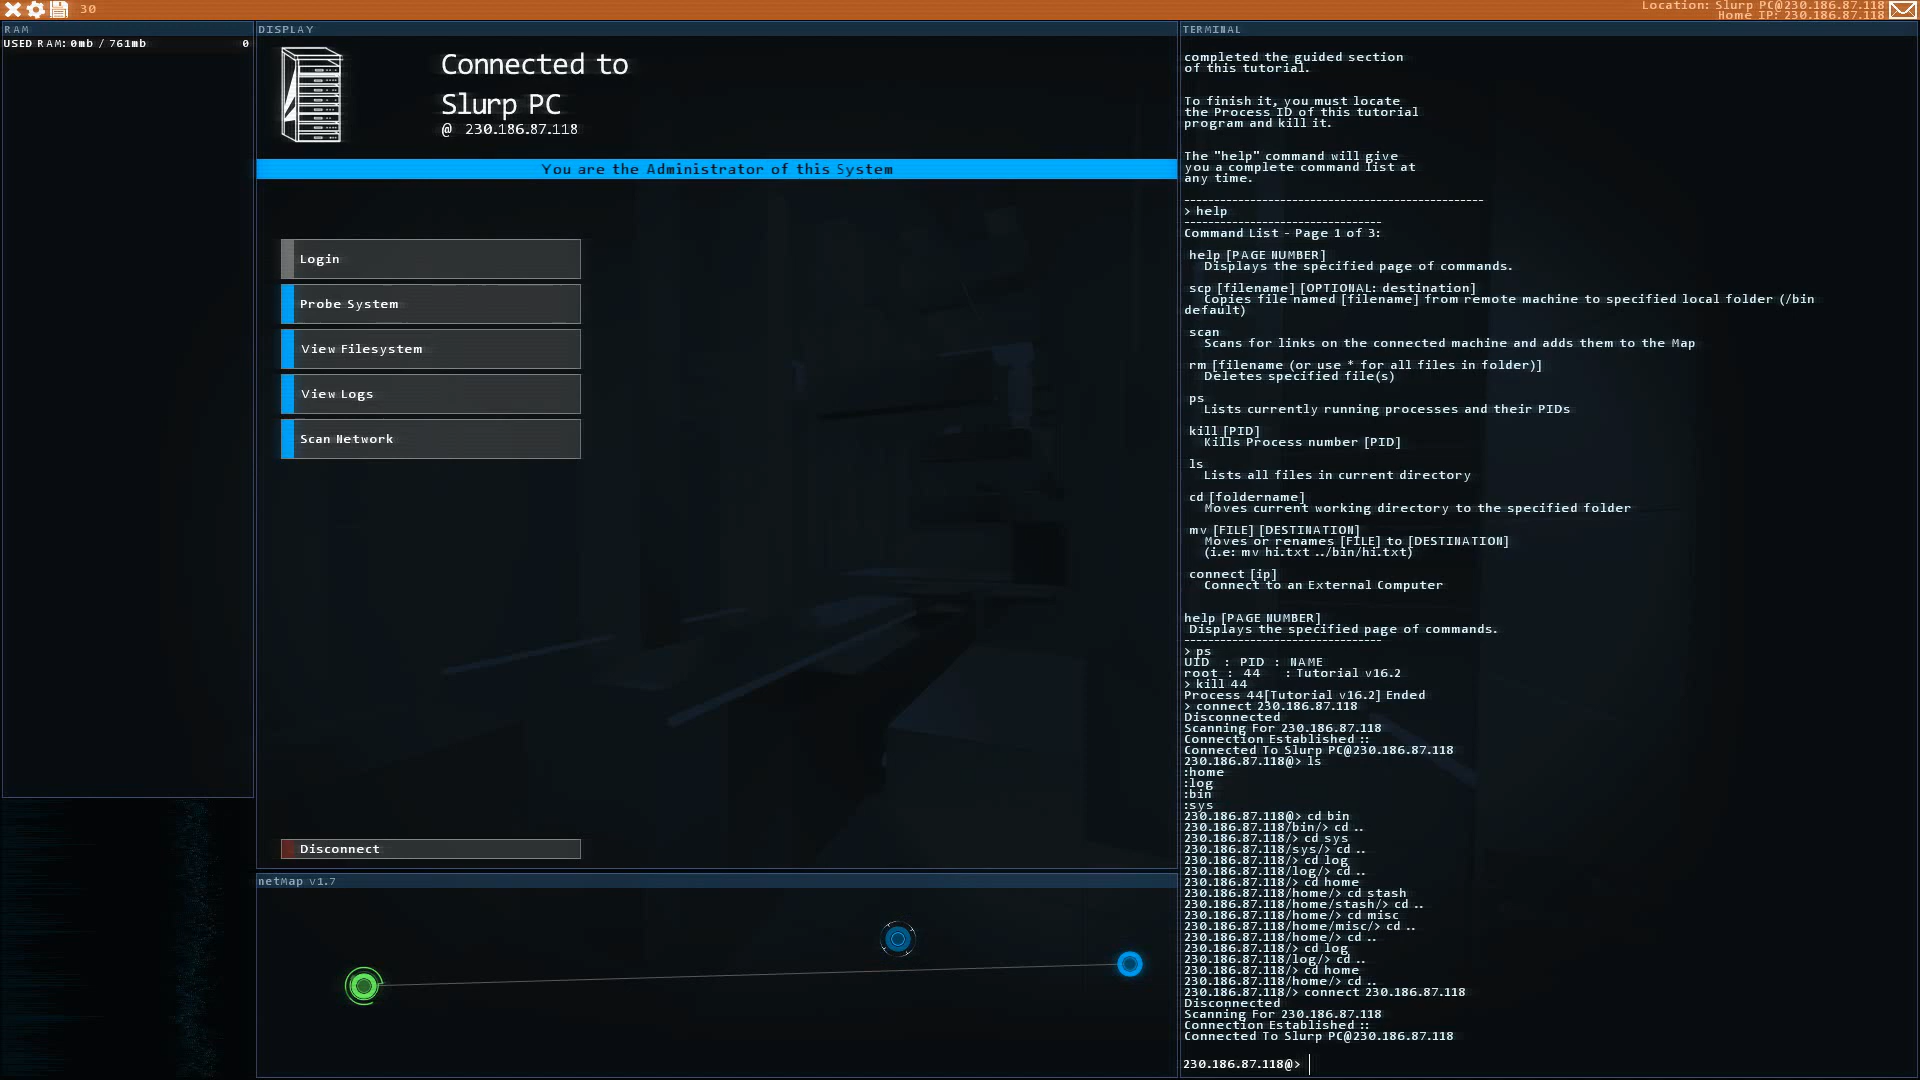 30
Location: Slurp PC@230.186.87.118
Home IP: 230.186.87.118
RAM
USED RAM: 0mb / 761mb
0
DISPLAY
Connected to
Slurp PC
@ 230.186.87.118
You are the Administrator of this System
Login
Probe System
View Filesystem
View Logs
Scan Network
Disconnect
netMap v1.7
TERMINAL
completed the guided section
of this tutorial.
To finish it, you must locate
the Process ID of this tutorial
program and kill it.
The "help" command will give
you a complete command list at
any time.
--------------------------------------------------
> help
---------------------------------
Command List - Page 1 of 3:
help [PAGE NUMBER]
Displays the specified page of commands.
scp [filename] [OPTIONAL: destination]
Copies file named [filename] from remote machine to specified local folder (/bin
default)
scan
Scans for links on the connected machine and adds them to the Map
rm [filename (or use * for all files in folder)]
Deletes specified file(s)
ps
Lists currently running processes and their PIDs
kill [PID]
Kills Process number [PID]
ls
Lists all files in current directory
cd [foldername]
Moves current working directory to the specified folder
mv [FILE] [DESTINATION]
Moves or renames [FILE] to [DESTINATION]
(i.e: mv hi.txt ../bin/hi.txt)
connect [ip]
Connect to an External Computer
help [PAGE NUMBER]
Displays the specified page of commands.
---------------------------------
> ps
UID : PID : NAME
root : 44 : Tutorial v16.2
> kill 44
Process 44[Tutorial v16.2] Ended
> connect 230.186.87.118
Disconnected
Scanning For 230.186.87.118
Connection Established ::
Connected To Slurp PC@230.186.87.118
230.186.87.118@> ls
:home
:log
:bin
:sys
230.186.87.118@> cd bin
230.186.87.118/bin/> cd ..
230.186.87.118/> cd sys
230.186.87.118/sys/> cd ..
230.186.87.118/> cd log
230.186.87.118/log/> cd ..
230.186.87.118/> cd home
230.186.87.118/home/> cd stash
230.186.87.118/home/stash/> cd ..
230.186.87.118/home/> cd misc
230.186.87.118/home/misc/> cd ..
230.186.87.118/home/> cd ..
230.186.87.118/> cd log
230.186.87.118/log/> cd ..
230.186.87.118/> cd home
230.186.87.118/home/> cd ..
230.186.87.118/> connect 230.186.87.118
Disconnected
Scanning For 230.186.87.118
Connection Established ::
Connected To Slurp PC@230.186.87.118
230.186.87.118@>